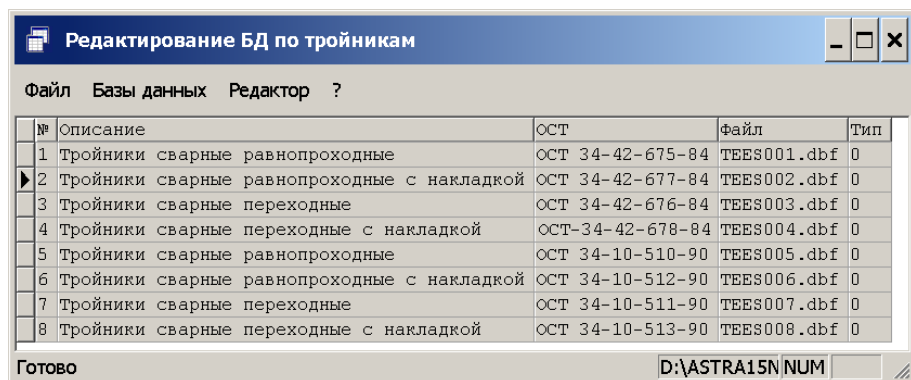 Редактирование БД по тройникам
Файл Базы данных Редактор ?
№ Описание ОСТ Файл Тип
1 Тройники сварные равнопроходные ОСТ 34-42-675-84 TEES001.dbf 0
2 Тройники сварные равнопроходные с накладкой ОСТ 34-42-677-84 TEES002.dbf 0
3 Тройники сварные переходные ОСТ 34-42-676-84 TEES003.dbf 0
4 Тройники сварные переходные с накладкой ОСТ-34-42-678-84 TEES004.dbf 0
5 Тройники сварные равнопроходные ОСТ 34-10-510-90 TEES005.dbf 0
6 Тройники сварные равнопроходные с накладкой ОСТ 34-10-512-90 TEES006.dbf 0
7 Тройники сварные переходные ОСТ 34-10-511-90 TEES007.dbf 0
8 Тройники сварные переходные с накладкой ОСТ 34-10-513-90 TEES008.dbf 0
Готово D:\ASTRA15N NUM